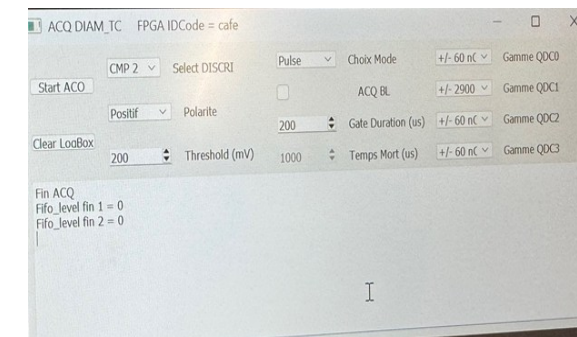 ACQ DIAM_TC FPGA IDCode = cafe
CMP 2 Select DISCRI Pulse Choix Mode +/- 60 nC Gamme QDC0
Start ACQ ACQ BL +/- 2900 Gamme QDC1
Positif Polarite 200 Gate Duration (us) +/- 60 nC Gamme QDC2
Clear LogBox
200 Threshold (mV) 1000 Temps Mort (us) +/- 60 nC Gamme QDC3
Fin ACQ
Fifo_level fin 1 = 0
Fifo_level fin 2 = 0